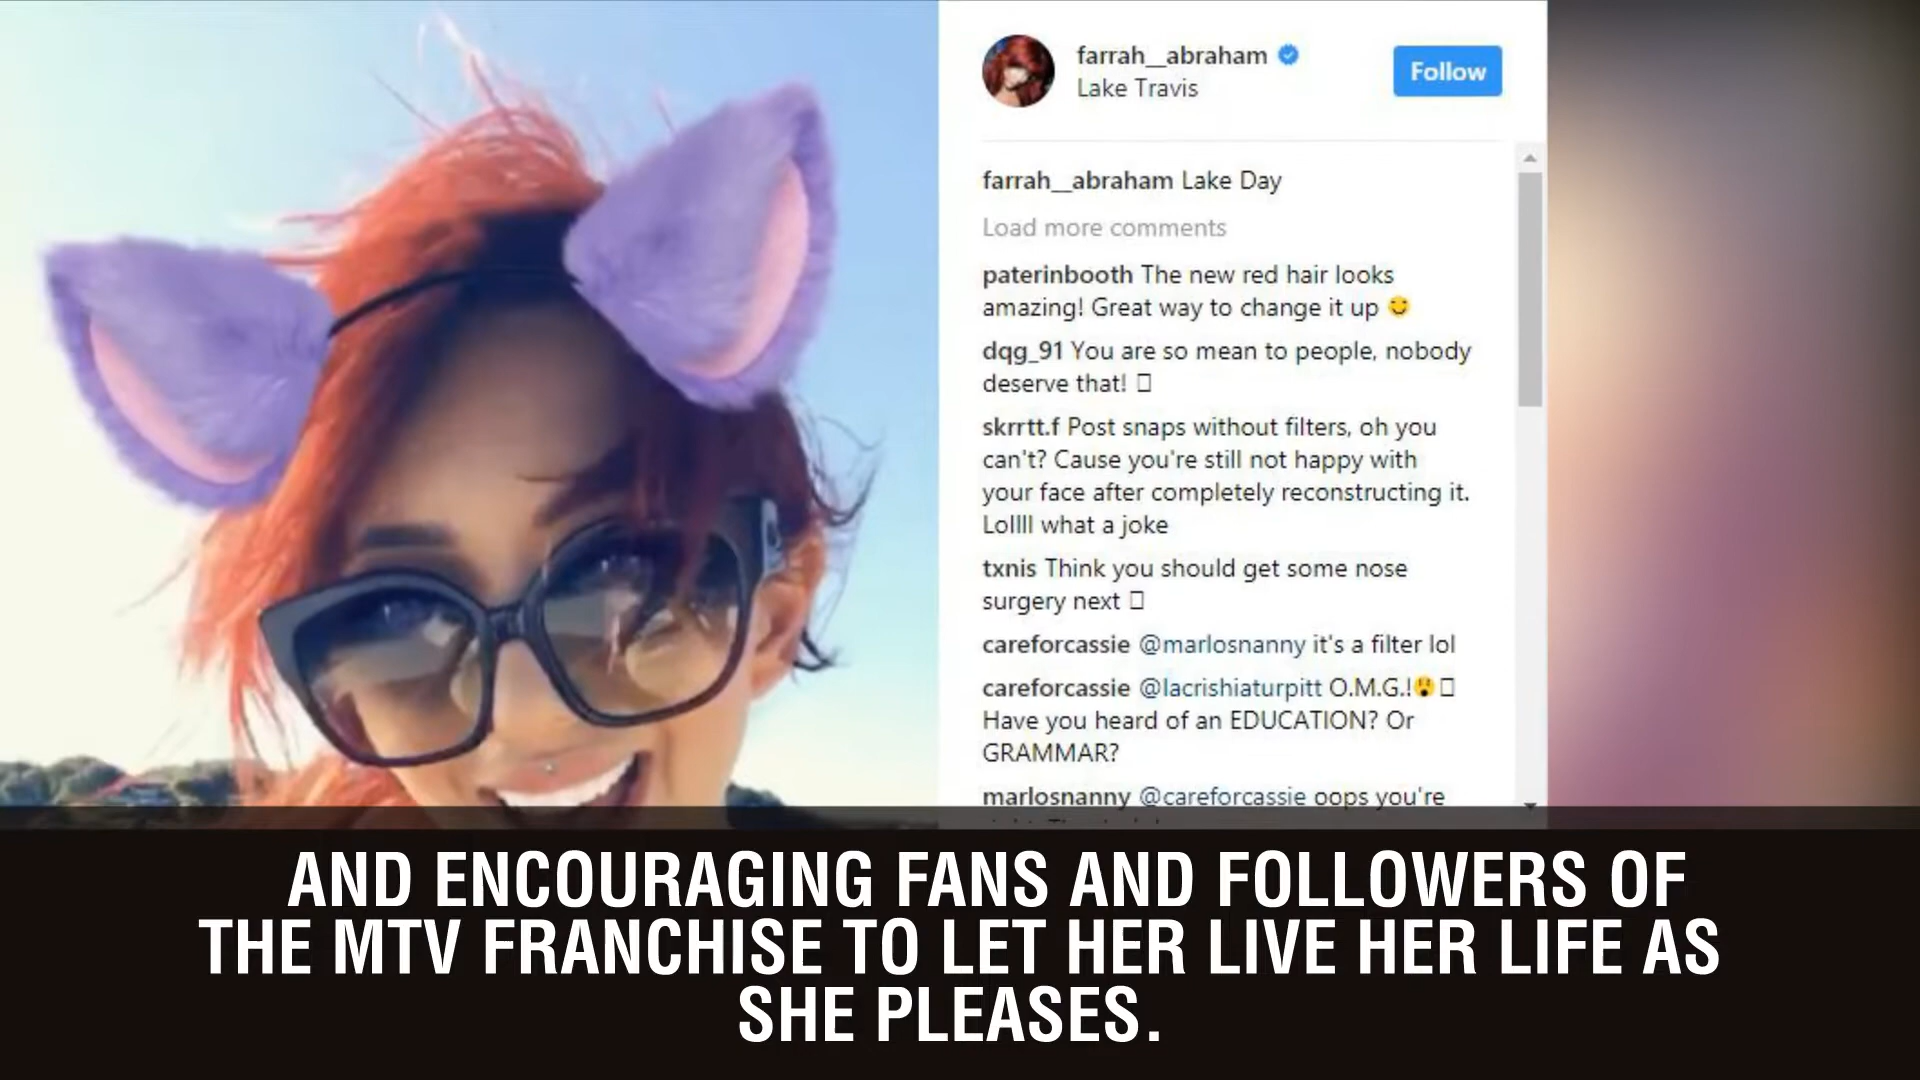 farrah__abraham
Follow
Lake Travis
farrah__abraham Lake Day
Load more comments
paterinbooth The new red hair looks
amazing! Great way to change it up
dqg_91 You are so mean to people, nobody
deserve that!
skrrtt.f Post snaps without filters, oh you
can't? Cause you're still not happy with
your face after completely reconstructing it.
Lollll what a joke
txnis Think you should get some nose
surgery next
careforcassie @marlosnanny it's a filter lol
careforcassie @lacrishiaturpitt O.M.G.!
Have you heard of an EDUCATION? Or
GRAMMAR?
marlosnanny @careforcassie oops you're
AND ENCOURAGING FANS AND FOLLOWERS OF
THE MTV FRANCHISE TO LET HER LIVE HER LIFE AS
SHE PLEASES.